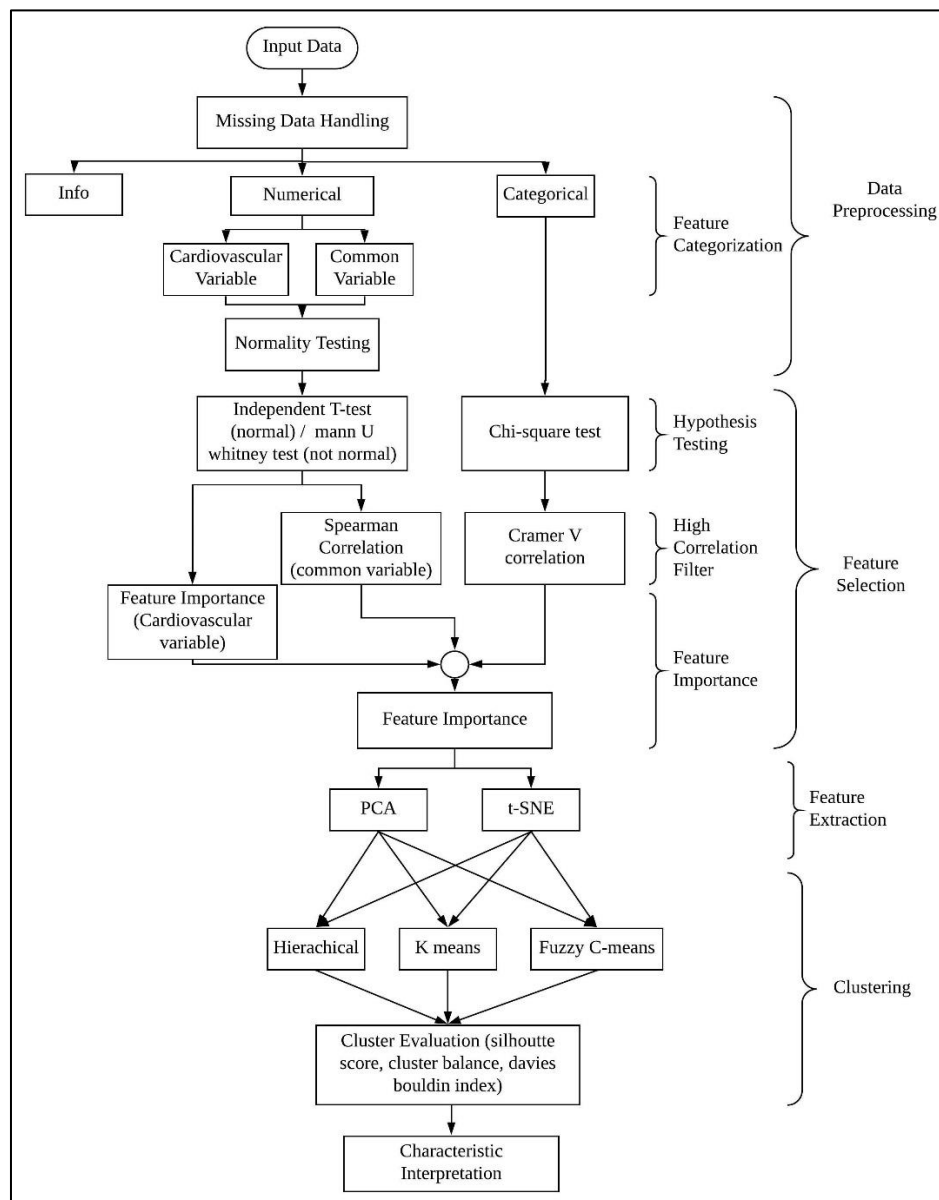 Input Data
Missing Data Handling
Info
Numerical
Categorical
Cardiovascular
Variable
Common
Variable
Feature
Categorization
Data
Preprocessing
Normality Testing
Independent T-test
(normal) / mann U
whitney test (not normal)
Chi-square test
Hypothesis
Testing
Spearman
Correlation
(common variable)
Cramer V
correlation
High
Correlation
Filter
Feature
Selection
Feature Importance
(Cardiovascular
variable)
Feature
Importance
Feature Importance
PCA
t-SNE
Feature
Extraction
Hierachical
K means
Fuzzy C-means
Clustering
Cluster Evaluation (silhoutte
score, cluster balance, davies
bouldin index)
Characteristic
Interpretation